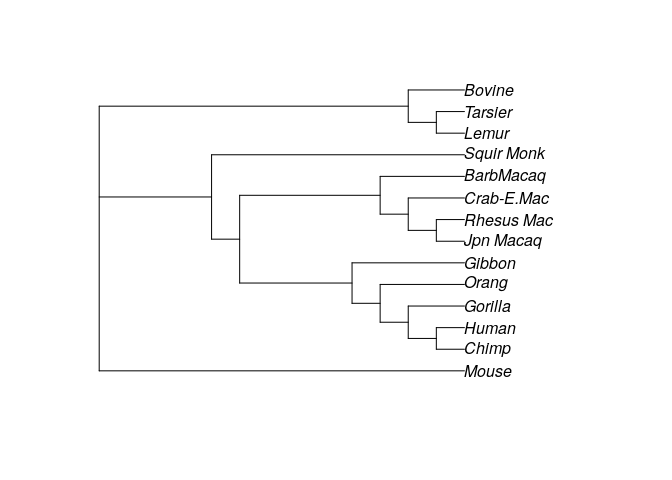 Bovine
Tarsier
Lemur
Squir Monk
BarbMacaq
Crab-E.Mac
Rhesus Mac
Jpn Macaq
Gibbon
Orang
Gorilla
Human
Chimp
Mouse